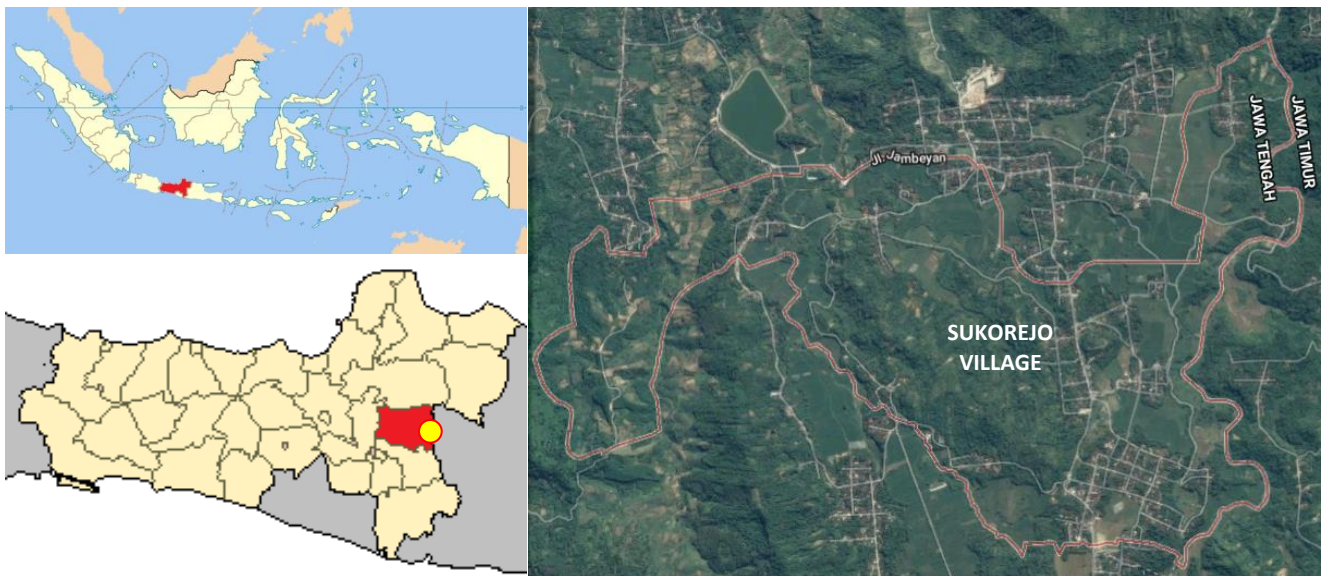 Jl. Jambeyan
JAWA TIMUR
JAWA TENGAH
SUKOREJO
VILLAGE